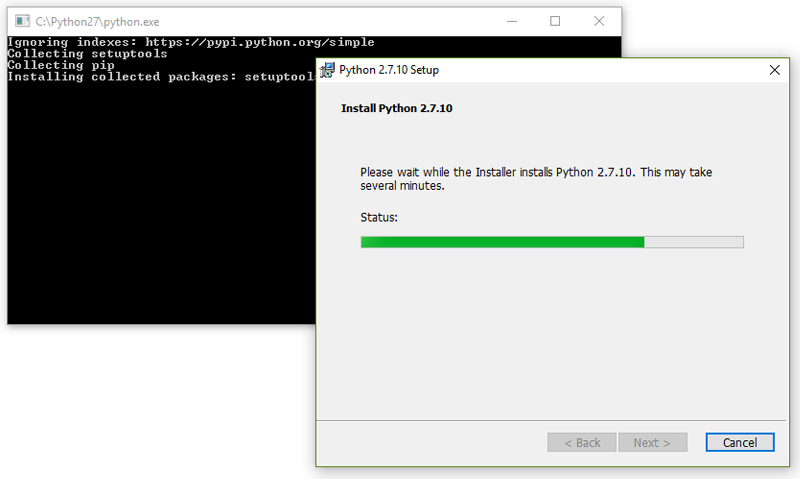 C:\Python27\python.exe
Ignoring indexes: https://pypi.python.org/simple
Collecting setuptools
Collecting pip
Installing collected packages: setuptools
Python 2.7.10 Setup
Install Python 2.7.10
Please wait while the Installer installs Python 2.7.10. This may take
several minutes.
Status:
< Back
Next >
Cancel